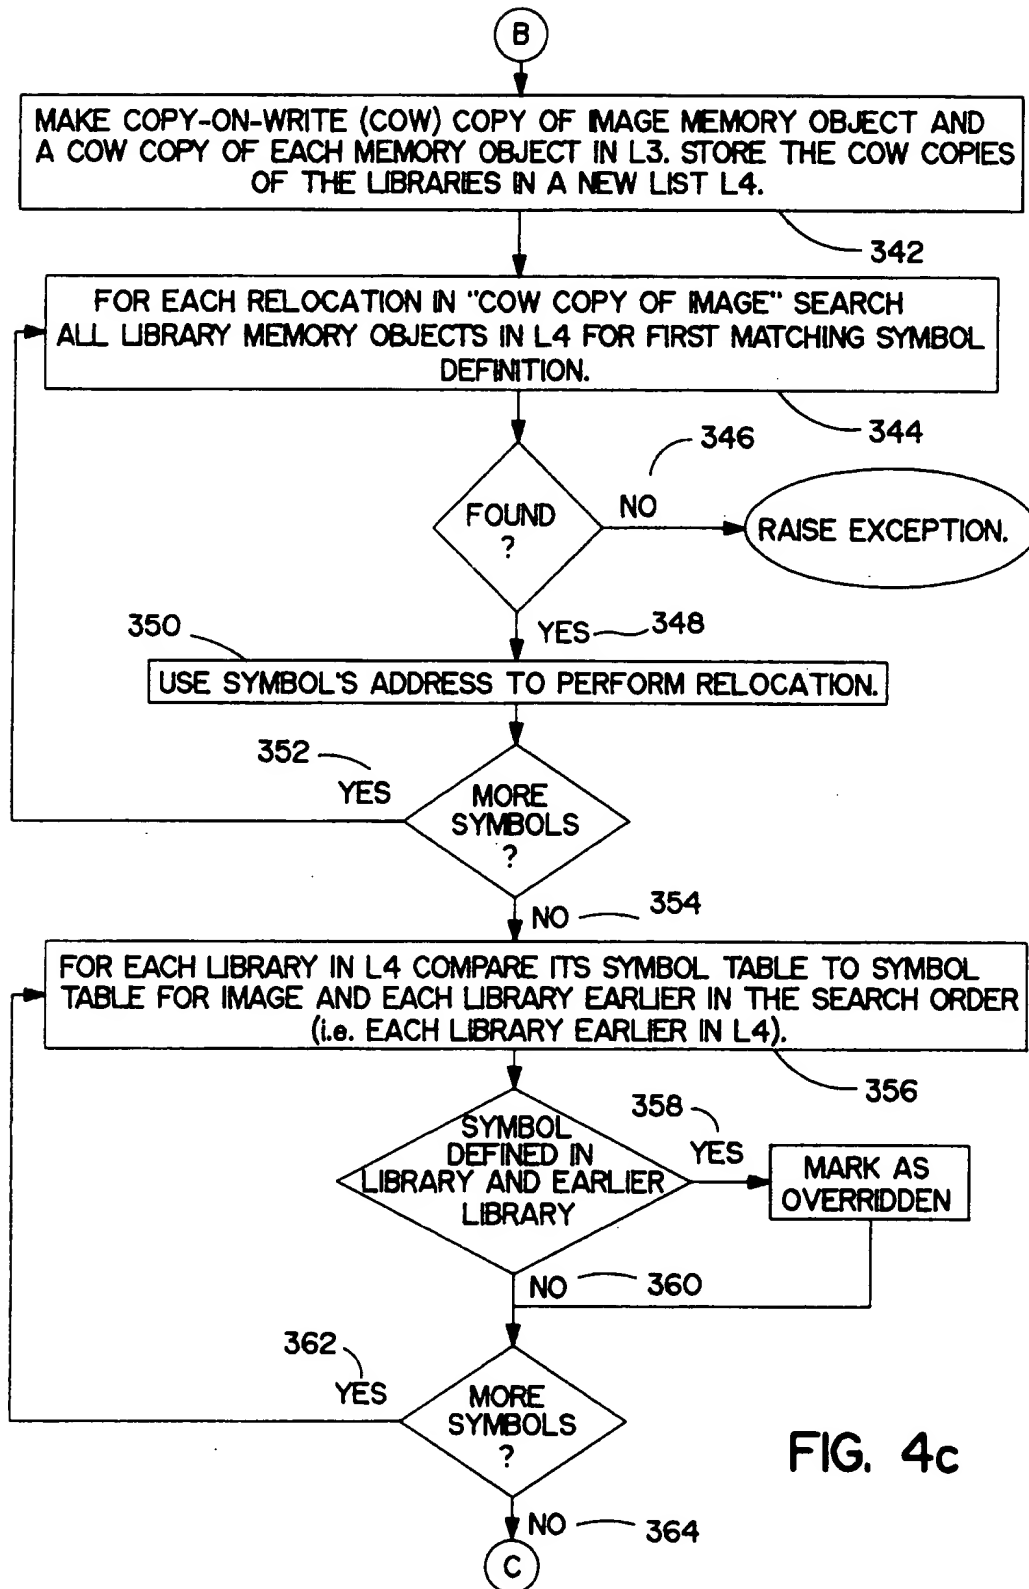 B
MAKE COPY-ON-WRITE (COW) COPY OF IMAGE MEMORY OBJECT AND
A COW COPY OF EACH MEMORY OBJECT IN L3. STORE THE COW COPIES
OF THE LIBRARIES IN A NEW LIST L4.
342
FOR EACH RELOCATION IN "COW COPY OF IMAGE" SEARCH
ALL LIBRARY MEMORY OBJECTS IN L4 FOR FIRST MATCHING SYMBOL
DEFINITION.
344
346
FOUND
?
NO
RAISE EXCEPTION.
YES
348
350
USE SYMBOL'S ADDRESS TO PERFORM RELOCATION.
352
YES
MORE
SYMBOLS
?
NO
354
FOR EACH LIBRARY IN L4 COMPARE ITS SYMBOL TABLE TO SYMBOL
TABLE FOR IMAGE AND EACH LIBRARY EARLIER IN THE SEARCH ORDER
(i.e. EACH LIBRARY EARLIER IN L4).
356
358
SYMBOL
DEFINED IN
LIBRARY AND EARLIER
LIBRARY
YES
MARK AS
OVERRIDDEN
NO
360
362
YES
MORE
SYMBOLS
?
FIG. 4c
NO
364
C